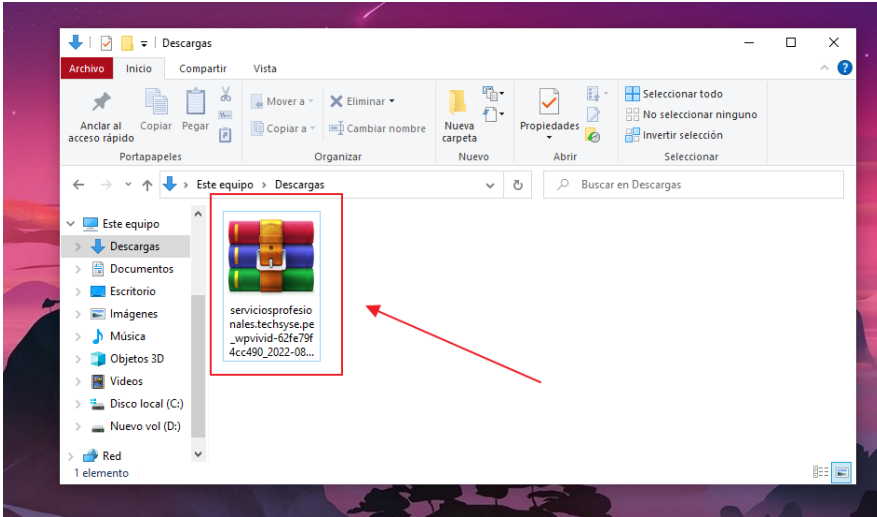 Descargas
Archivo Inicio Compartir Vista
Anclar al acceso rápido
Copiar
Pegar
Mover a
Copiar a
Eliminar
Cambiar nombre
Nueva carpeta
Propiedades
Seleccionar todo
No seleccionar ninguno
Invertir selección
Portapapeles Organizar Nuevo Abrir Seleccionar
Este equipo > Descargas
Buscar en Descargas
Este equipo
Descargas
Documentos
Escritorio
Imágenes
Música
Objetos 3D
Videos
Disco local (C:)
Nuevo vol (D:)
Red
serviciosprofesio
nales.techsyse.pe
_wpvivid-62fe79f
4cc490_2022-08...
1 elemento